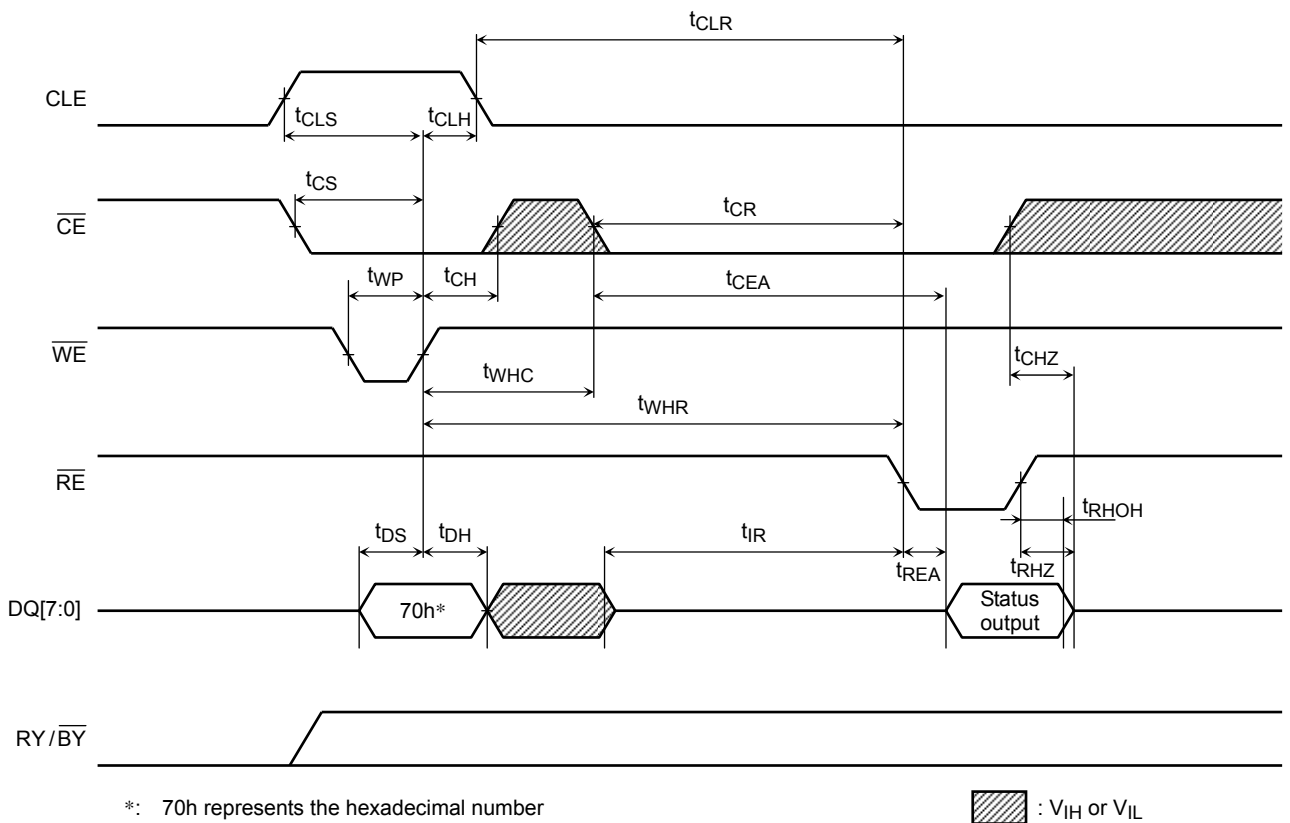 tCLR
CLE
tCLS
tCLH
tCS
CE
tCR
tWP
tCH
tCEA
WE
tCHZ
tWHC
tWHR
RE
tRHOH
tDS
tDH
tIR
tREA
tRHZ
DQ[7:0]
70h*
Status
output
RY/BY
*: 70h represents the hexadecimal number
: VIH or VIL